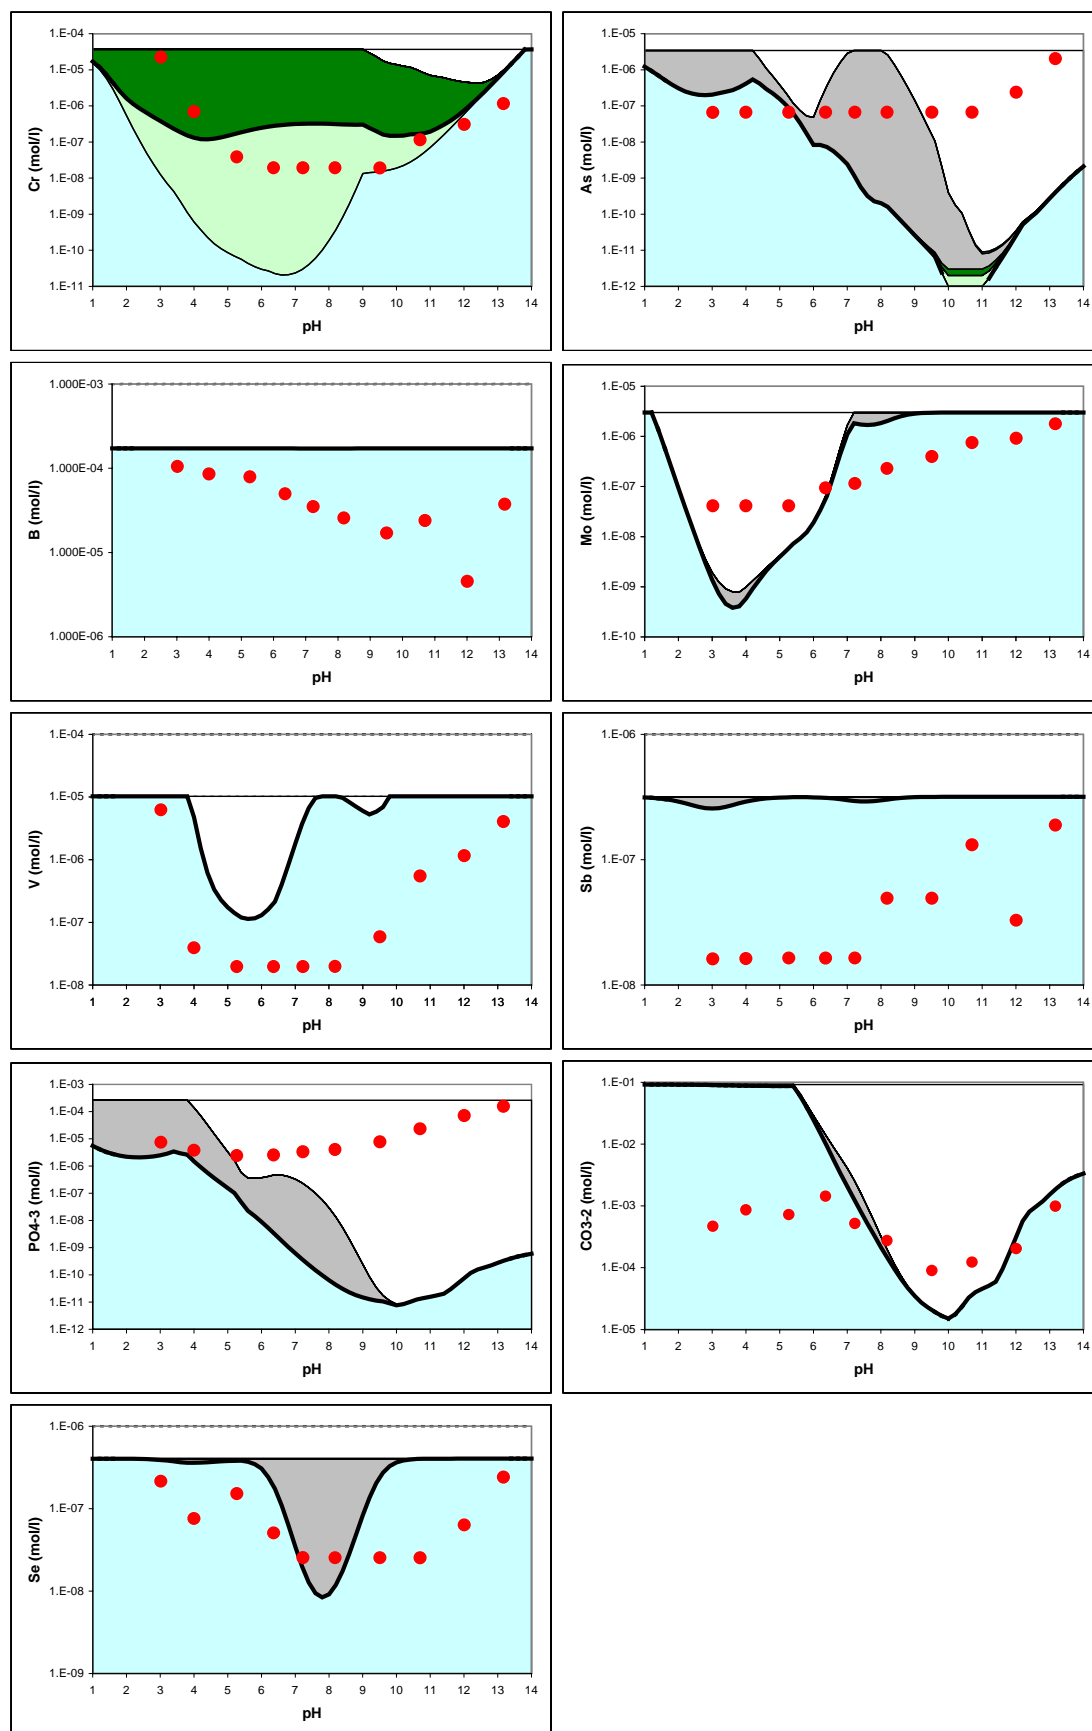 1.E-04
1.E-05
1.E-06
1.E-07
1.E-08
1.E-09
1.E-10
1.E-11
Cr (mol/l)
1 2 3 4 5 6 7 8 9 10 11 12 13 14
pH
1.E-05
1.E-06
1.E-07
1.E-08
1.E-09
1.E-10
1.E-11
1.E-12
As (mol/l)
1 2 3 4 5 6 7 8 9 10 11 12 13 14
pH
1.000E-03
1.000E-04
1.000E-05
1.000E-06
B (mol/l)
1 2 3 4 5 6 7 8 9 10 11 12 13 14
pH
1.E-05
1.E-06
1.E-07
1.E-08
1.E-09
1.E-10
Mo (mol/l)
1 2 3 4 5 6 7 8 9 10 11 12 13 14
pH
1.E-04
1.E-05
1.E-06
1.E-07
1.E-08
V (mol/l)
1 2 3 4 5 6 7 8 9 10 11 12 13 14
pH
1.E-06
1.E-07
1.E-08
Sb (mol/l)
1 2 3 4 5 6 7 8 9 10 11 12 13 14
pH
1.E-03
1.E-04
1.E-05
1.E-06
1.E-07
1.E-08
1.E-09
1.E-10
1.E-11
1.E-12
PO4-3 (mol/l)
1 2 3 4 5 6 7 8 9 10 11 12 13 14
pH
1.E-01
1.E-02
1.E-03
1.E-04
1.E-05
CO3-2 (mol/l)
1 2 3 4 5 6 7 8 9 10 11 12 13 14
pH
1.E-06
1.E-07
1.E-08
1.E-09
Se (mol/l)
1 2 3 4 5 6 7 8 9 10 11 12 13 14
pH